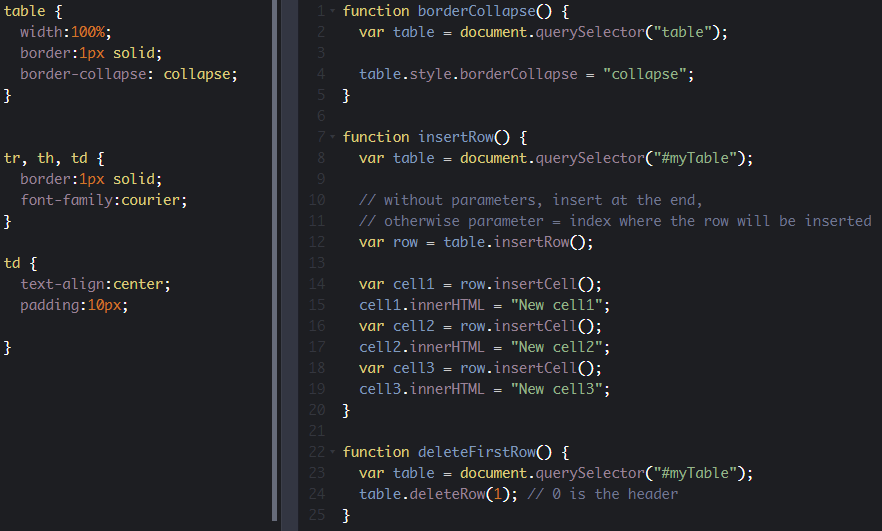 table {
  width:100%;
  border:1px solid;
  border-collapse: collapse;
}
tr, th, td {
  border:1px solid;
  font-family:courier;
}
td {
  text-align:center;
  padding:10px;
}
1 function borderCollapse() {
2   var table = document.querySelector("table");
3
4   table.style.borderCollapse = "collapse";
5 }
6
7 function insertRow() {
8   var table = document.querySelector("#myTable");
9
10   // without parameters, insert at the end,
11   // otherwise parameter = index where the row will be inserted
12   var row = table.insertRow();
13
14   var cell1 = row.insertCell();
15   cell1.innerHTML = "New cell1";
16   var cell2 = row.insertCell();
17   cell2.innerHTML = "New cell2";
18   var cell3 = row.insertCell();
19   cell3.innerHTML = "New cell3";
20 }
21
22 function deleteFirstRow() {
23   var table = document.querySelector("#myTable");
24   table.deleteRow(1); // 0 is the header
25 }